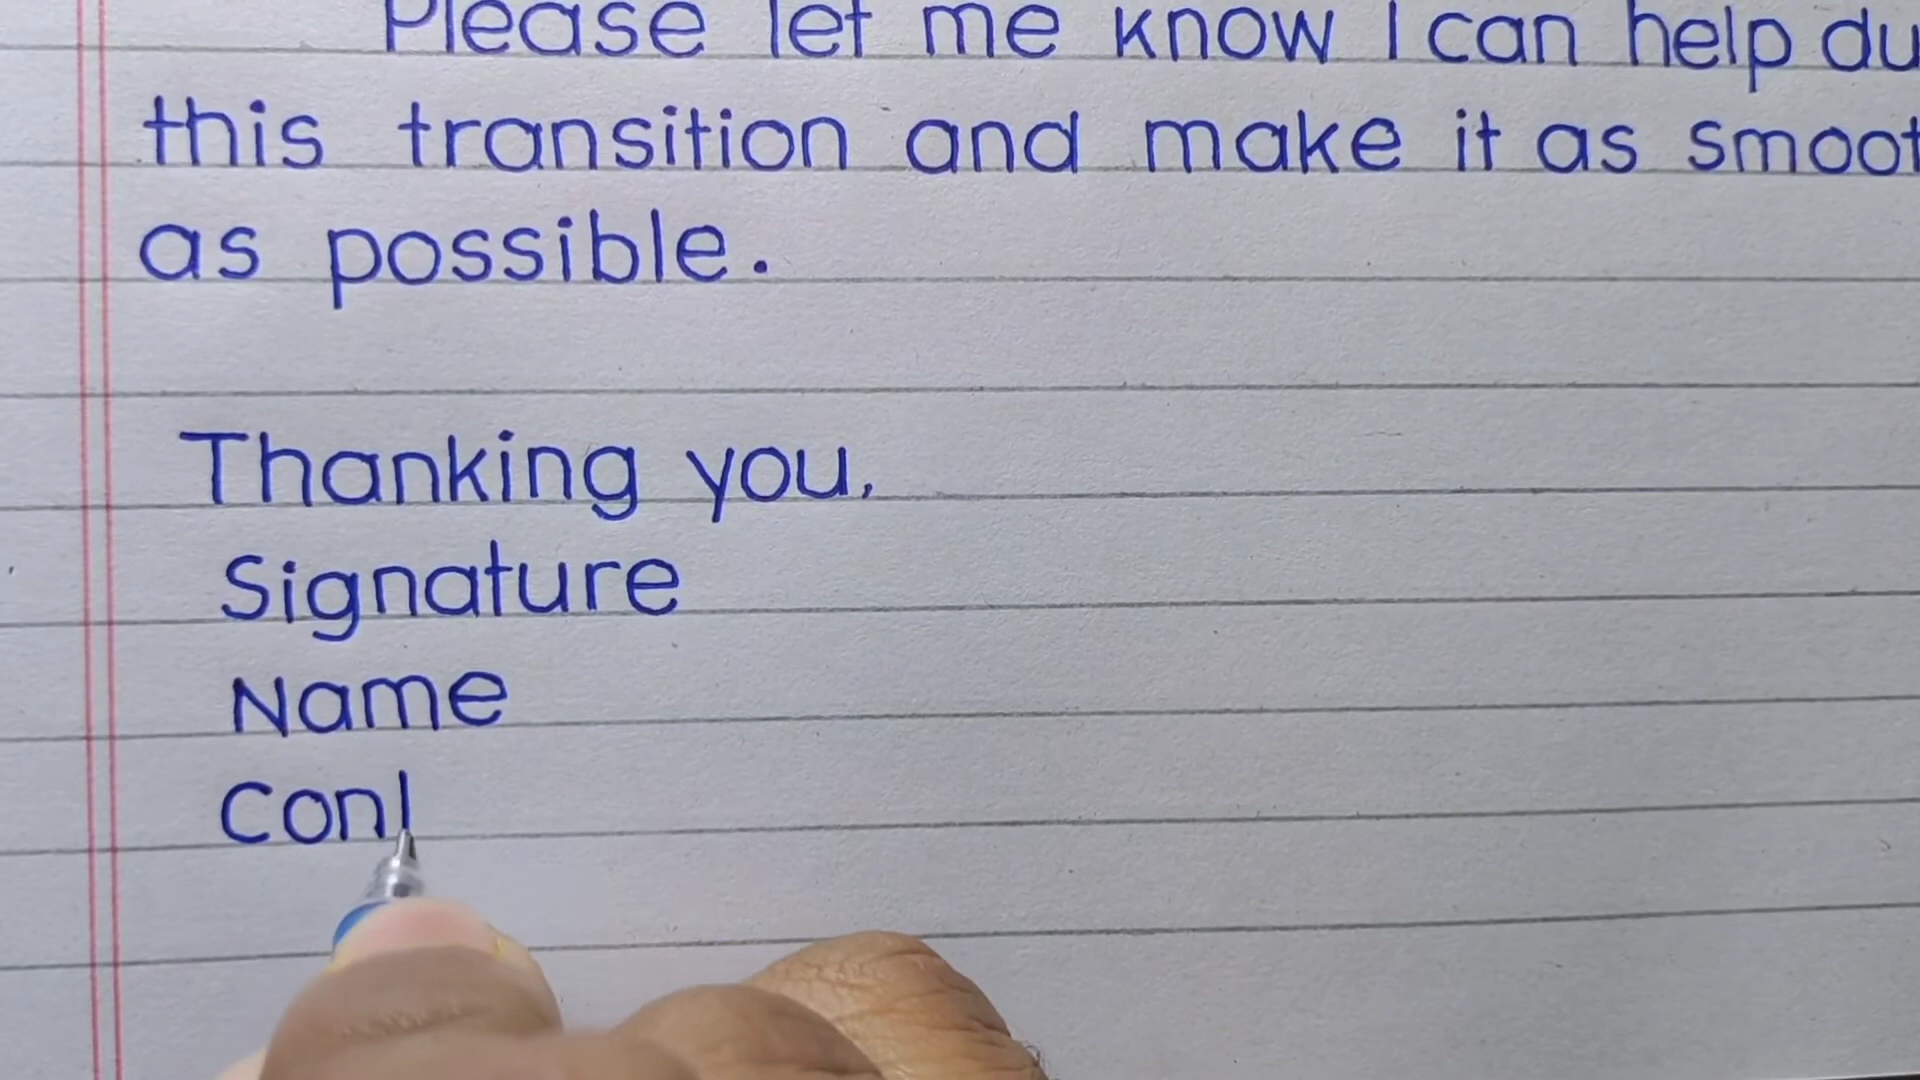 Please let me know I can help du
this transition and make it as smoot
as possible.
Thanking you,
Signature
Name
Con